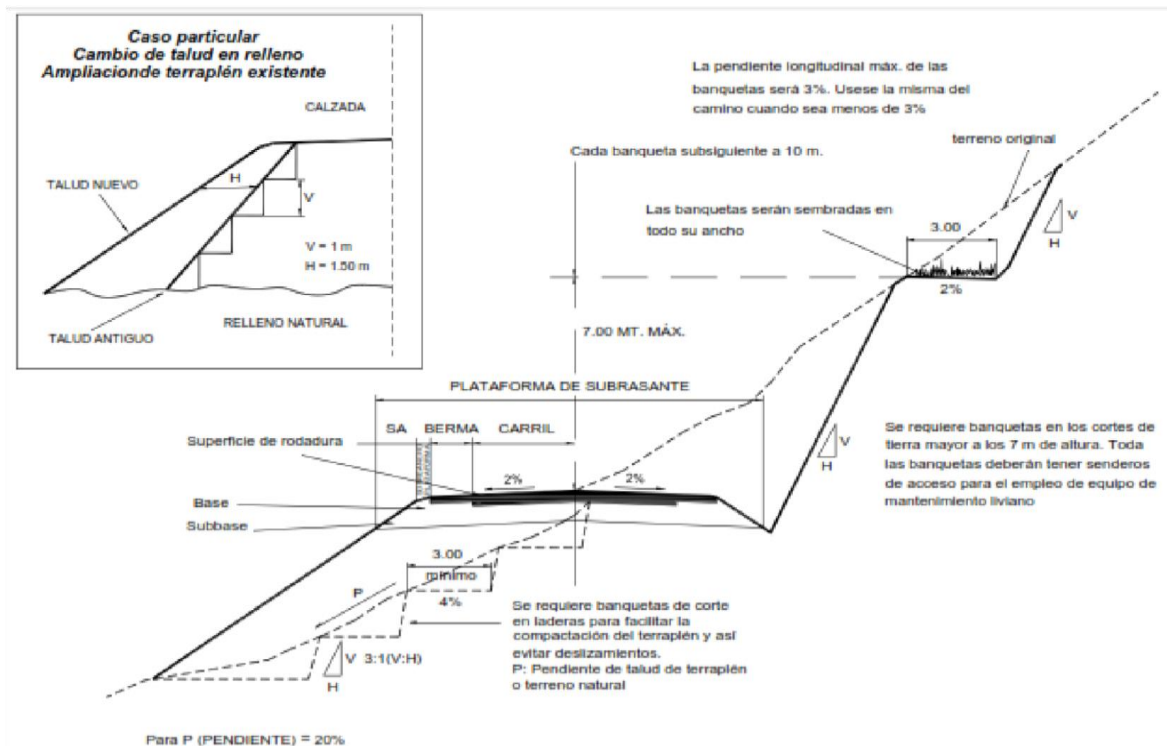 Caso particular
Cambio de talud en relleno
Ampliacionde terraplén existente
CALZADA
H
TALUD NUEVO
V
V = 1 m
H = 1.50 m
RELLENO NATURAL
TALUD ANTIGUO
La pendiente longitudinal máx. de las
banquetas será 3%. Usese la misma del
camino cuando sea menos de 3%
terreno original
Cada banqueta subsiguiente a 10 m.
Las banquetas serán sembradas en
todo su ancho
3.00
V
H
2%
7.00 MT. MÁX.
PLATAFORMA DE SUBRASANTE
SA
BERMA
CARRIL
Superficie de rodadura
2%
2%
Base
Subbase
V
H
Se requiere banquetas en los cortes de
tierra mayor a los 7 m de altura. Toda
las banquetas deberán tener senderos
de acceso para el empleo de equipo de
mantenimiento liviano
3.00
mínimo
4%
P
V 3:1(V:H)
H
Se requiere banquetas de corte
en laderas para facilitar la
compactación del terraplén y así
evitar deslizamientos.
P: Pendiente de talud de terraplén
o terreno natural
Para P (PENDIENTE) = 20%